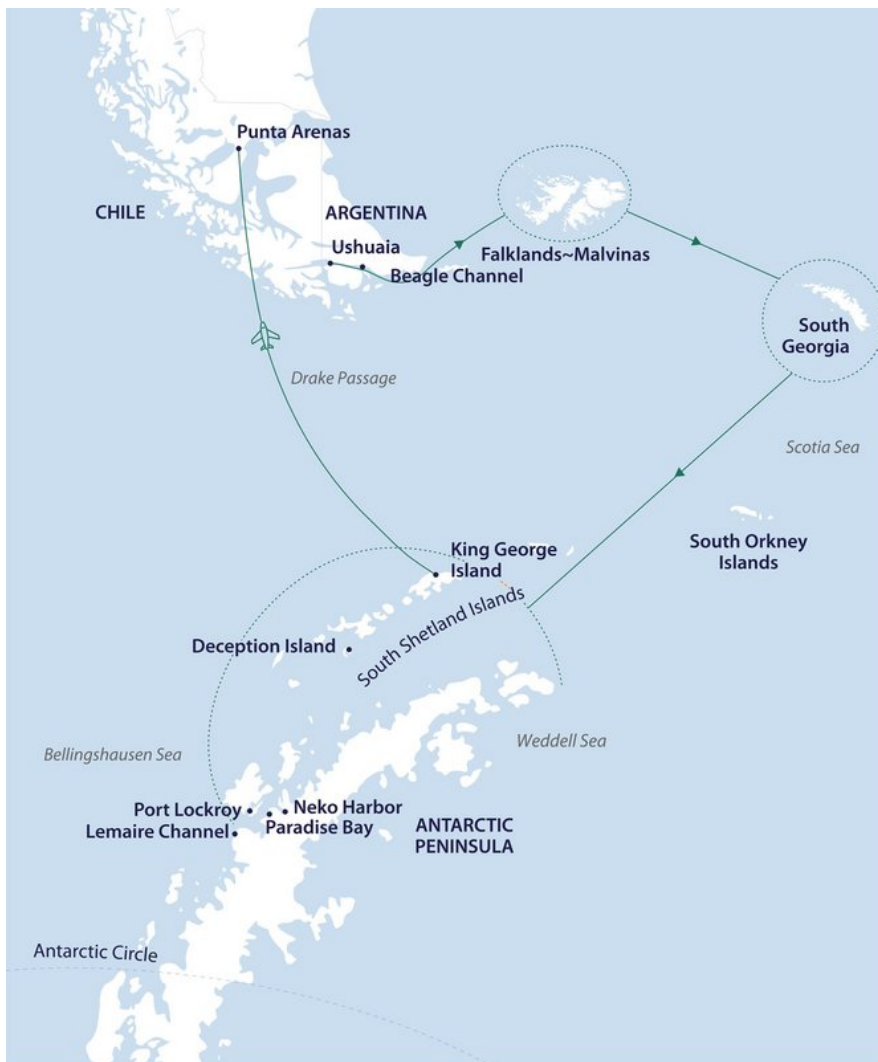 Punta Arenas
CHILE
ARGENTINA
Ushuaia
Beagle Channel
Falklands~Malvinas
South
Georgia
Drake Passage
Scotia Sea
King George
Island
South Orkney
Islands
South Shetland Islands
Deception Island
Bellingshausen Sea
Weddell Sea
Port Lockroy
Neko Harbor
Lemaire Channel
Paradise Bay
ANTARCTIC
PENINSULA
Antarctic Circle